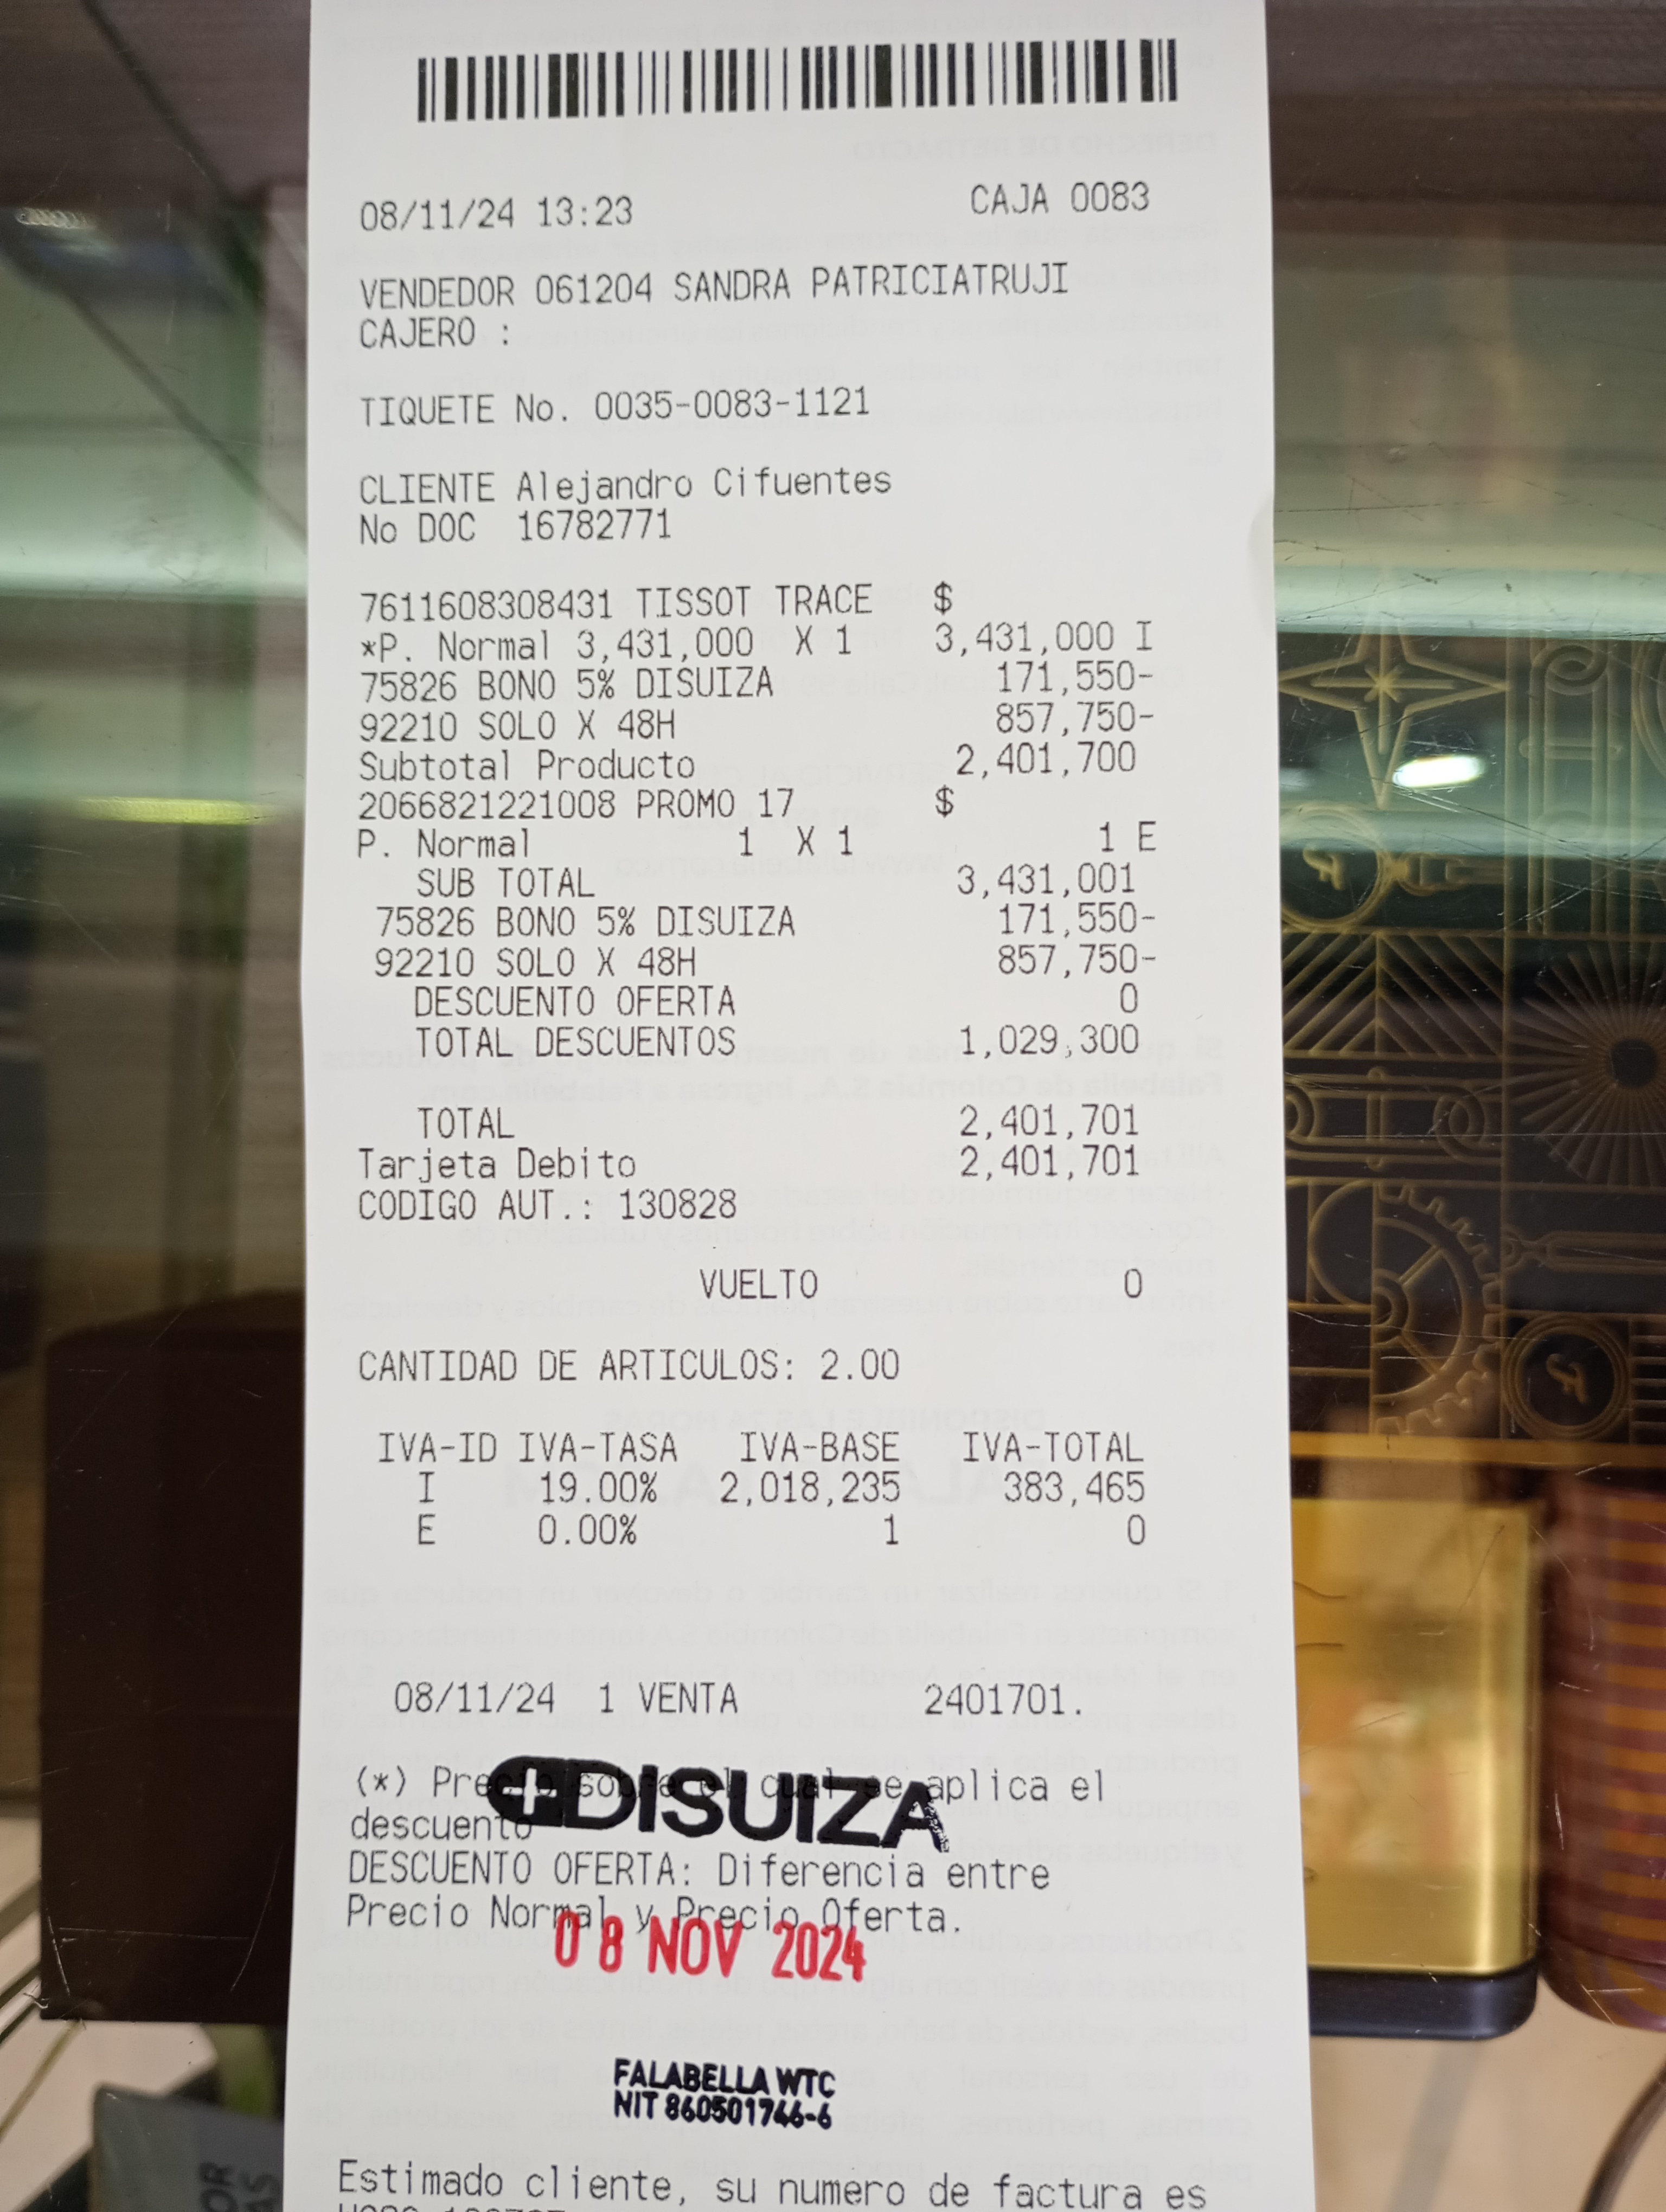 08/11/24 13:23 CAJA 0083
VENDEDOR 061204 SANDRA PATRICIATRUJI
CAJERO :
TIQUETE No. 0035-0083-1121
CLIENTE Alejandro Cifuentes
No DOC 16782771
7611608308431 TISSOT TRACE $
*P. Normal 3,431,000 X 1 3,431,000 I
75826 BONO 5% DISUIZA 171,550-
92210 SOLO X 48H 857,750-
Subtotal Producto 2,401,700
2066821221008 PROMO 17 $
P. Normal 1 X 1 1 E
SUB TOTAL 3,431,001
75826 BONO 5% DISUIZA 171,550-
92210 SOLO X 48H 857,750-
DESCUENTO OFERTA 0
TOTAL DESCUENTOS 1,029,300
TOTAL 2,401,701
Tarjeta Debito 2,401,701
CODIGO AUT.: 130828
VUELTO 0
CANTIDAD DE ARTICULOS: 2.00
IVA-ID IVA-TASA IVA-BASE IVA-TOTAL
I 19.00% 2,018,235 383,465
E 0.00% 1 0
08/11/24 1 VENTA 2401701.
(*) Precio sobre el cual se aplica el
DISUIZA
descuento
DESCUENTO OFERTA: Diferencia entre
Precio Normal y Precio Oferta.
08 NOV 2024
FALABELLA WTC
NIT 860501746-6
Estimado cliente, su numero de factura es